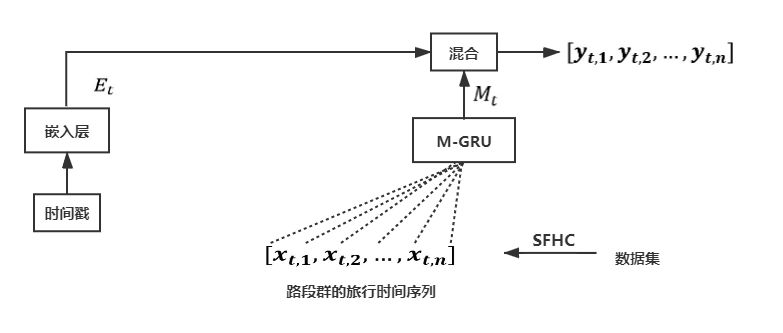 混合
[y_{t,1}, y_{t,2}, ..., y_{t,n}]
E_t
M_t
嵌入层
M-GRU
时间戳
[x_{t,1}, x_{t,2}, ..., x_{t,n}]
SFHC
数据集
路段群的旅行时间序列